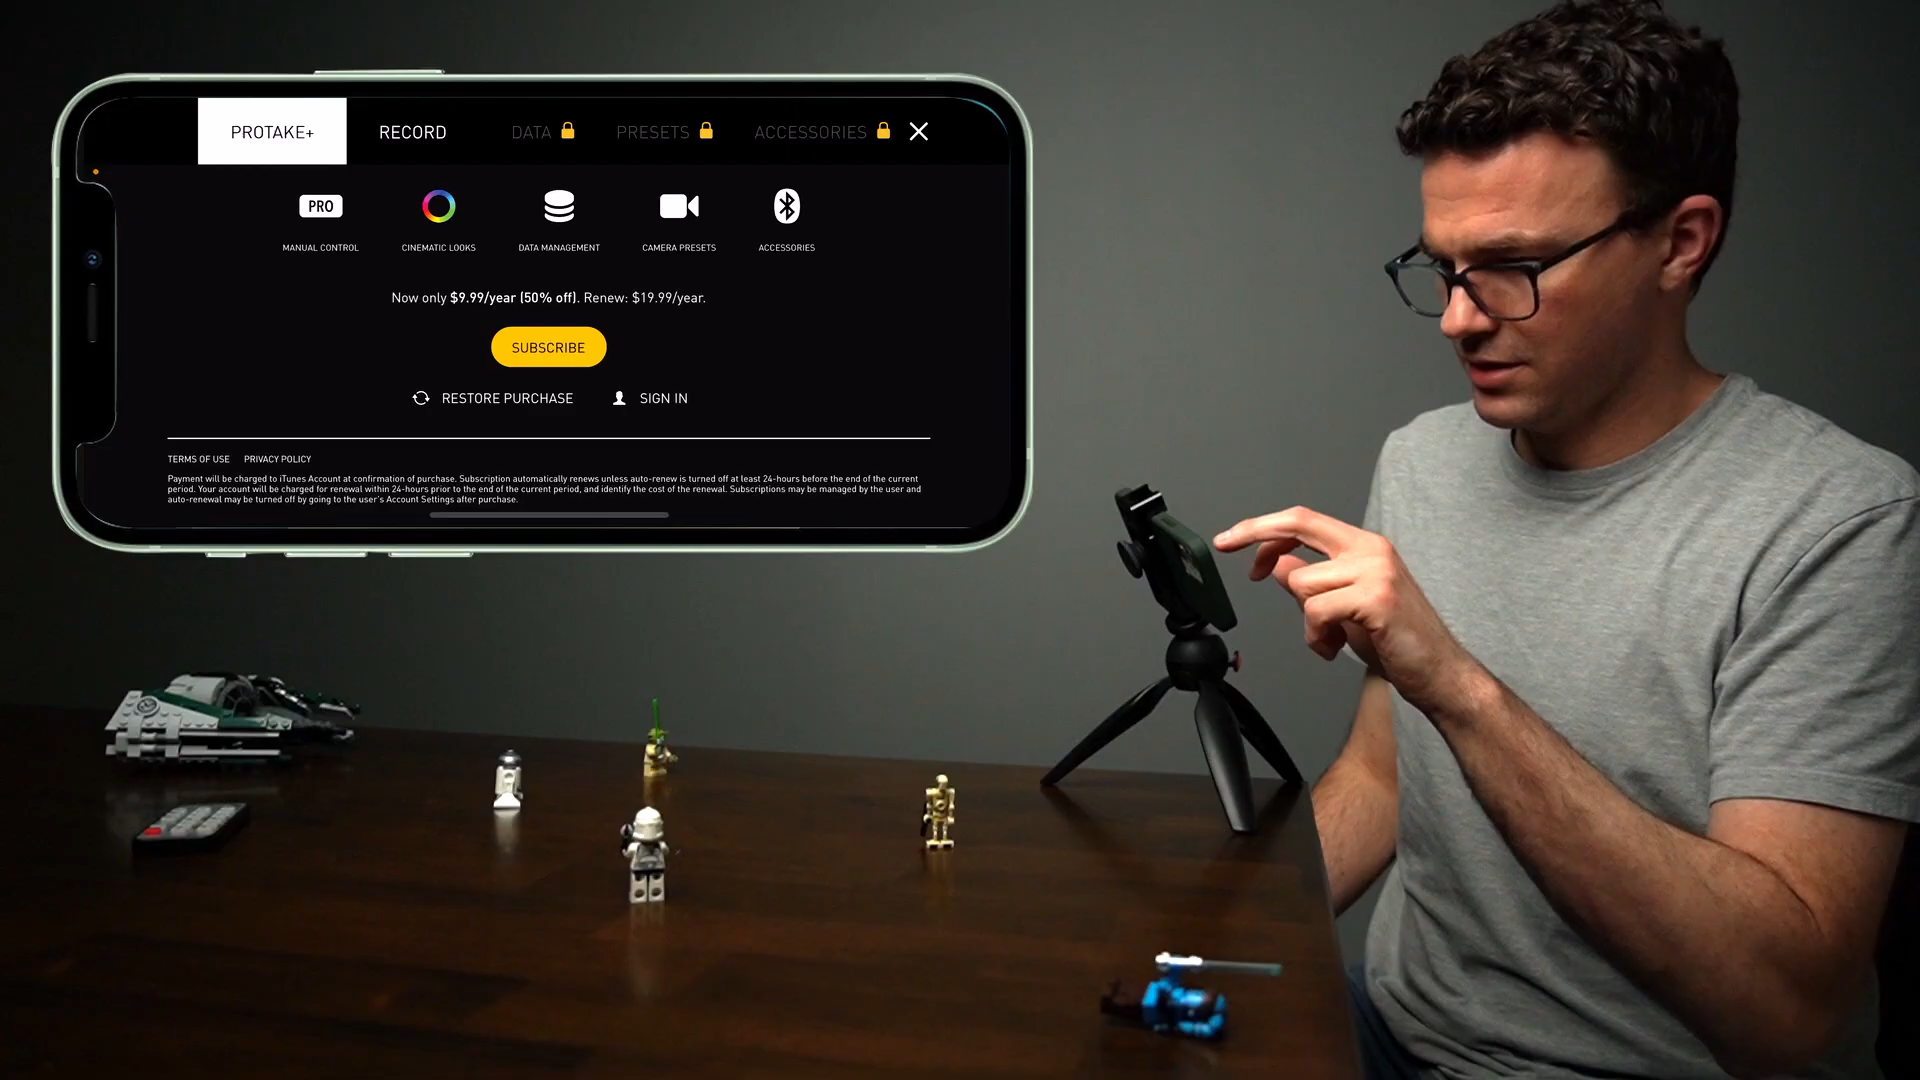 PROTAKE+ RECORD DATA PRESETS ACCESSORIES
PRO
MANUAL CONTROL CINEMATIC LOOKS DATA MANAGEMENT CAMERA PRESETS ACCESSORIES
Now only $9.99/year (50% off). Renew: $19.99/year.
SUBSCRIBE
RESTORE PURCHASE SIGN IN
TERMS OF USE PRIVACY POLICY
Payment will be charged to iTunes Account at confirmation of purchase. Subscription automatically renews unless auto-renew is turned off at least 24-hours before the end of the current
period. Your account will be charged for renewal within 24-hours prior to the end of the current period, and identify the cost of the renewal. Subscriptions may be managed by the user and
auto-renewal may be turned off by going to the user's Account Settings after purchase.